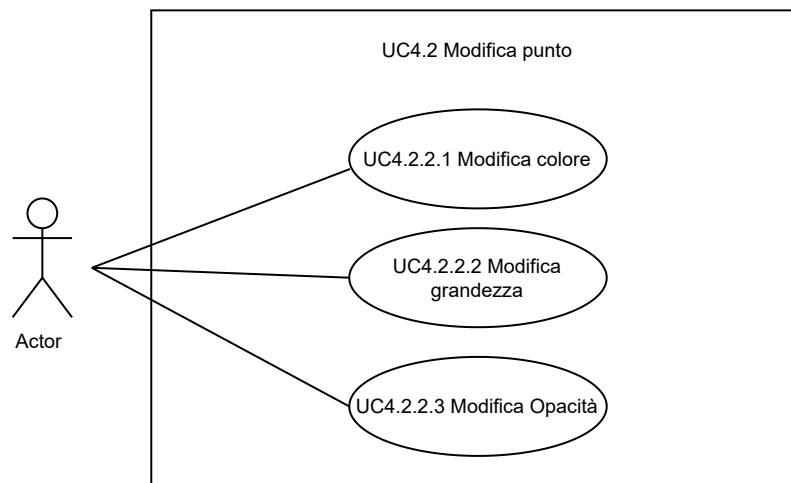 UC4.2 Modifica punto
UC4.2.2.1 Modifica colore
UC4.2.2.2 Modifica
grandezza
Actor
UC4.2.2.3 Modifica Opacità